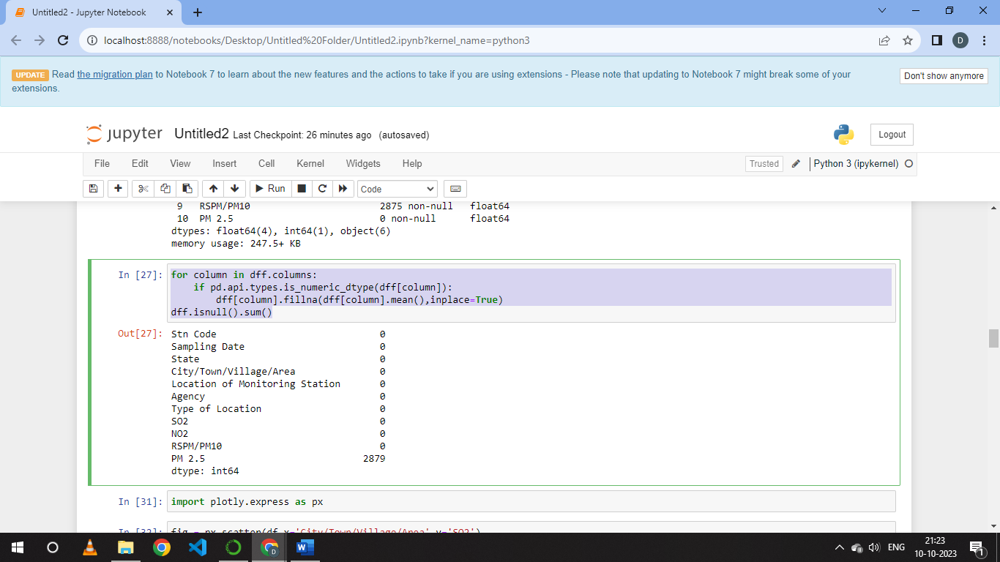 Untitled2 - Jupyter Notebook
localhost:8888/notebooks/Desktop/Untitled%20Folder/Untitled2.ipynb?kernel_name=python3
D
UPDATE Read the migration plan to Notebook 7 to learn about the new features and the actions to take if you are using extensions - Please note that updating to Notebook 7 might break some of your
extensions.
Don't show anymore
jupyter Untitled2 Last Checkpoint: 26 minutes ago (autosaved)
Logout
File Edit View Insert Cell Kernel Widgets Help
Trusted Python 3 (ipykernel)
Run Code
9 RSPM/PM10 2875 non-null float64
10 PM 2.5 0 non-null float64
dtypes: float64(4), int64(1), object(6)
memory usage: 247.5+ KB
In [27]: for column in dff.columns:
if pd.api.types.is_numeric_dtype(dff[column]):
dff[column].fillna(dff[column].mean(),inplace=True)
dff.isnull().sum()
Out[27]: Stn Code 0
Sampling Date 0
State 0
City/Town/Village/Area 0
Location of Monitoring Station 0
Agency 0
Type of Location 0
SO2 0
NO2 0
RSPM/PM10 0
PM 2.5 2879
dtype: int64
In [31]: import plotly.express as px
In [32]: fig = px.scatter(df,x='City/Town/Village/Area',y='SO2')
ENG
21:23
10-10-2023
1